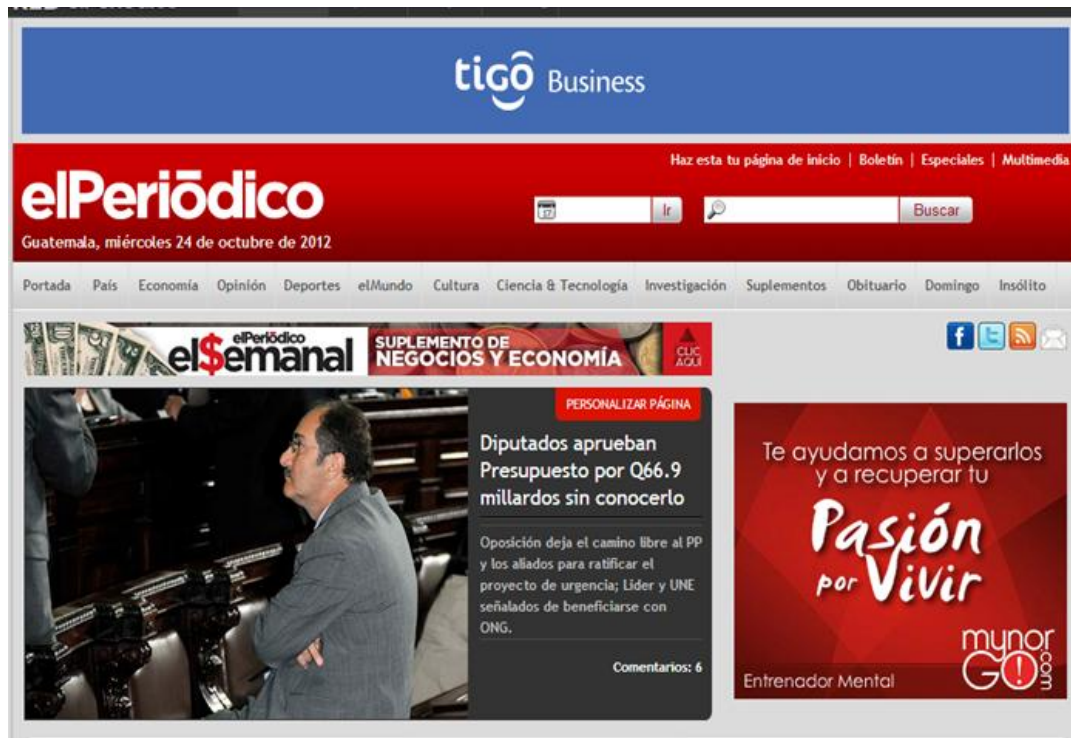 tigo Business
Haz esta tu página de inicio | Boletín | Especiales | Multimedia
elPeriódico
17
Ir
Buscar
Guatemala, miércoles 24 de octubre de 2012
Portada País Economía Opinión Deportes elMundo Cultura Ciencia & Tecnología Investigación Suplementos Obituario Domingo Insólito
elPeriódico
el$emanal
SUPLEMENTO DE
NEGOCIOS Y ECONOMÍA
CLIC
AQUÍ
PERSONALIZAR PÁGINA
Diputados aprueban
Presupuesto por Q66.9
millardos sin conocerlo
Oposición deja el camino libre al PP
y los aliados para ratificar el
proyecto de urgencia; Lider y UNE
señalados de beneficiarse con
ONG.
Comentarios: 6
Te ayudamos a superarlos
y a recuperar tu
Pasión
por Vivir
mynor
GO!
.com
Entrenador Mental